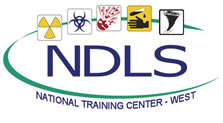 NDLS
NATIONAL TRAINING CENTER - WEST